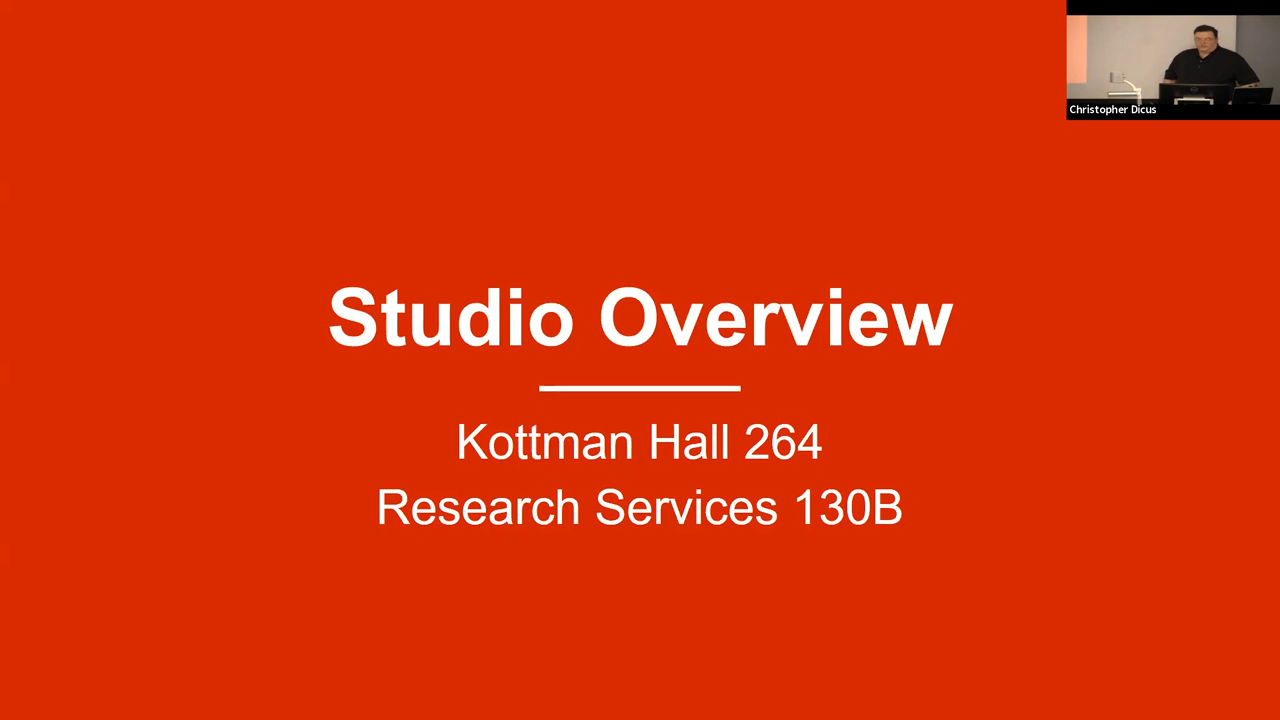 Christopher Dicus
Studio Overview
Kottman Hall 264
Research Services 130B